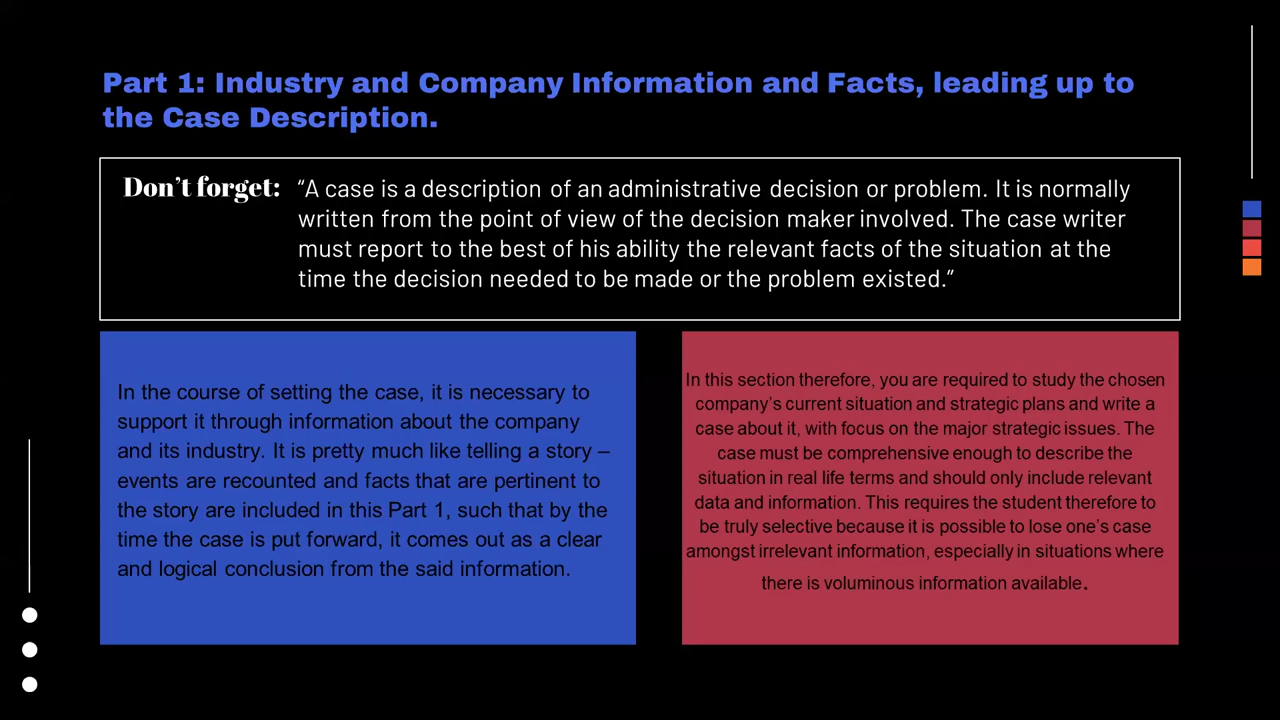 Part 1: Industry and Company Information and Facts, leading up to
the Case Description.
Don’t forget:
“A case is a description of an administrative decision or problem. It is normally
written from the point of view of the decision maker involved. The case writer
must report to the best of his ability the relevant facts of the situation at the
time the decision needed to be made or the problem existed.”
In the course of setting the case, it is necessary to
support it through information about the company
and its industry. It is pretty much like telling a story –
events are recounted and facts that are pertinent to
the story are included in this Part 1, such that by the
time the case is put forward, it comes out as a clear
and logical conclusion from the said information.
In this section therefore, you are required to study the chosen
company’s current situation and strategic plans and write a
case about it, with focus on the major strategic issues. The
case must be comprehensive enough to describe the
situation in real life terms and should only include relevant
data and information. This requires the student therefore to
be truly selective because it is possible to lose one’s case
amongst irrelevant information, especially in situations where
there is voluminous information available.